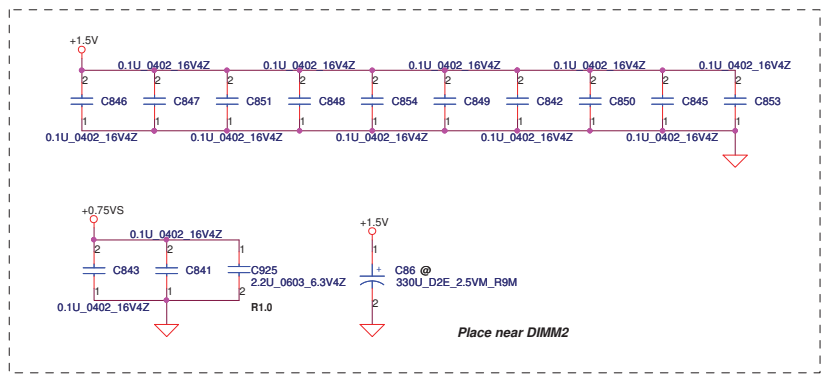 +1.5V
0.1U_0402_16V4Z 0.1U_0402_16V4Z 0.1U_0402_16V4Z 0.1U_0402_16V4Z 0.1U_0402_16V4Z
2 2 2 2 2 2 2 2 2 2
C846 C847 C851 C848 C854 C849 C842 C850 C845 C853
1 1 1 1 1 1 1 1 1 1
0.1U_0402_16V4Z 0.1U_0402_16V4Z 0.1U_0402_16V4Z 0.1U_0402_16V4Z 0.1U_0402_16V4Z
+0.75VS
+1.5V
0.1U_0402_16V4Z
2 2 1 1
C843 C841 C925 + C86 @
2.2U_0603_6.3V4Z 330U_D2E_2.5VM_R9M
1 1 2 2
0.1U_0402_16V4Z R1.0
Place near DIMM2